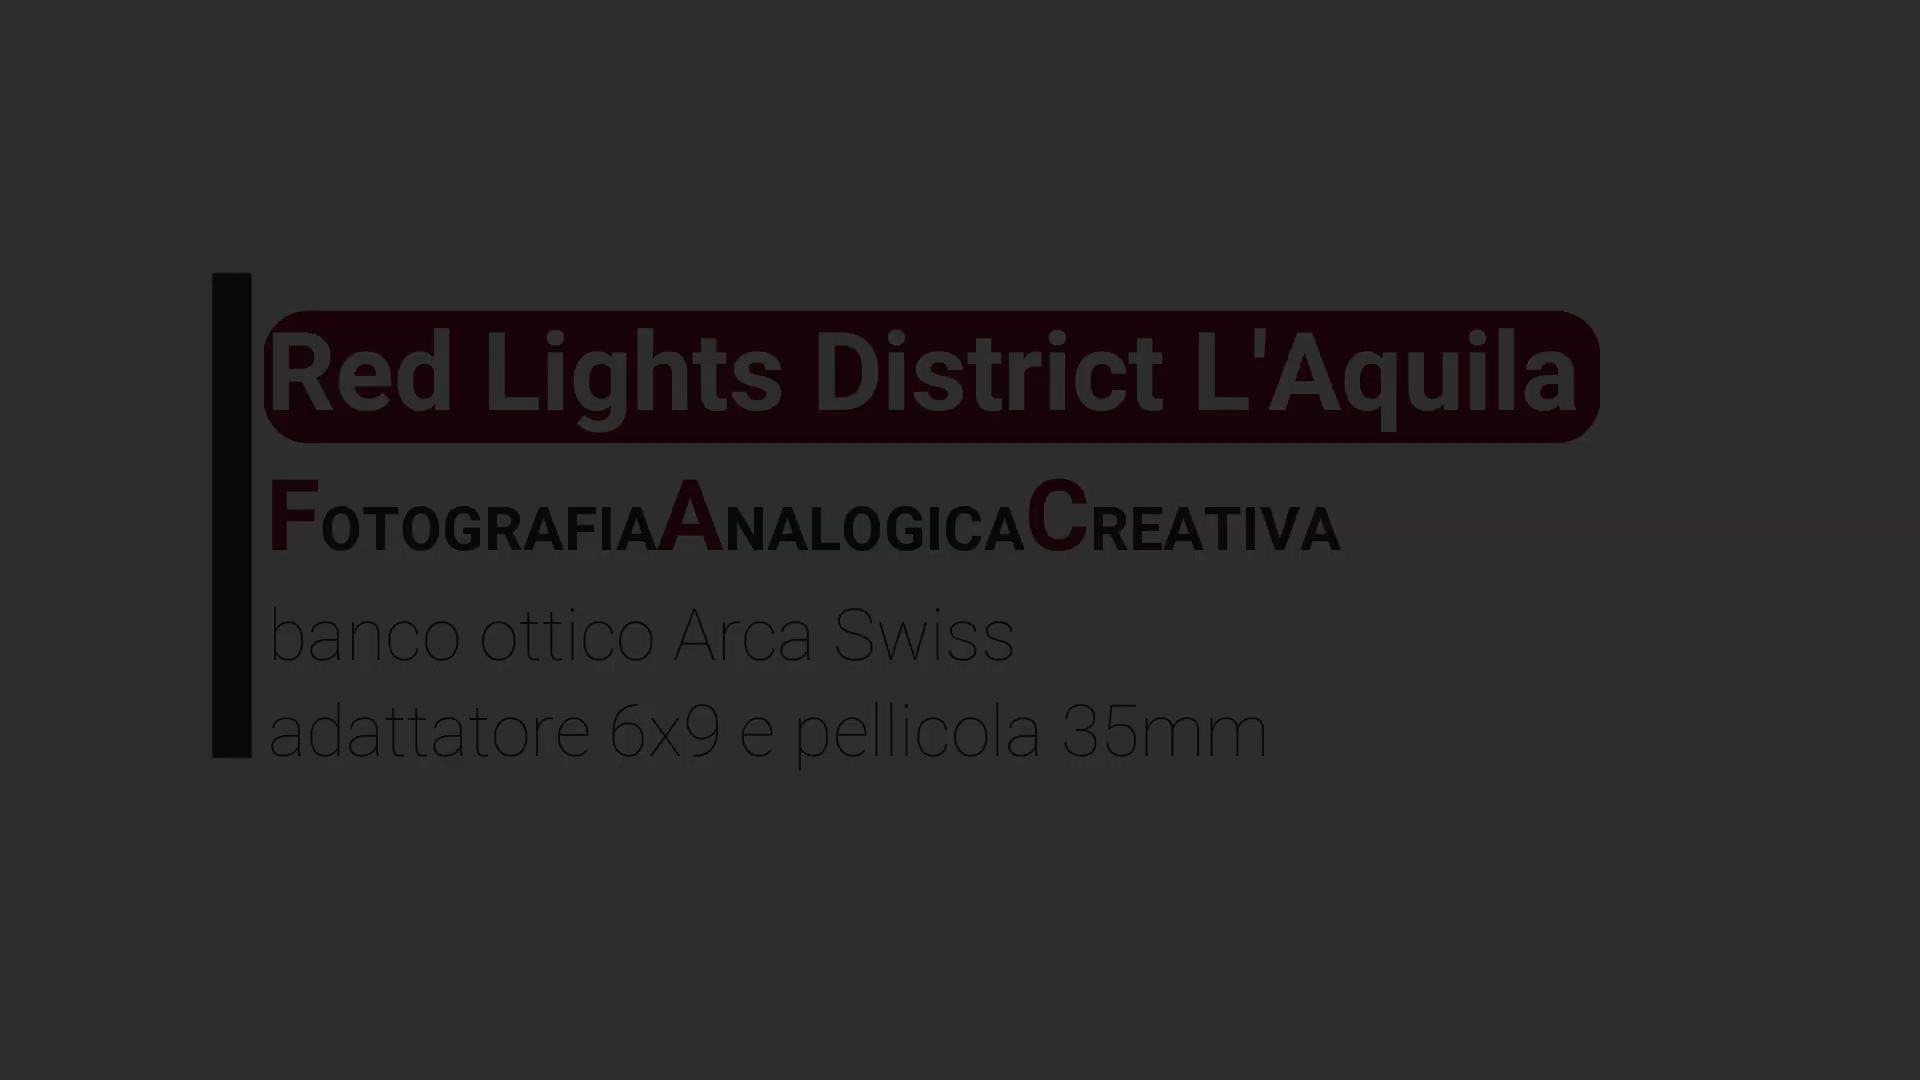 Red Lights District L'Aquila
FOTOGRAFIAANALOGICACREATIVA
banco ottico Arca Swiss
adattatore 6x9 e pellicola 35mm